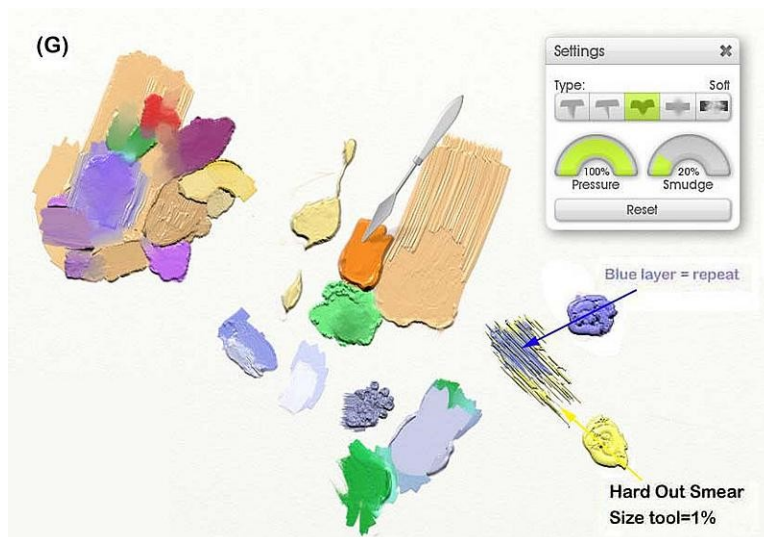 (G)
Settings
Type: Soft
100% 20%
Pressure Smudge
Reset
Blue layer = repeat
Hard Out Smear
Size tool=1%